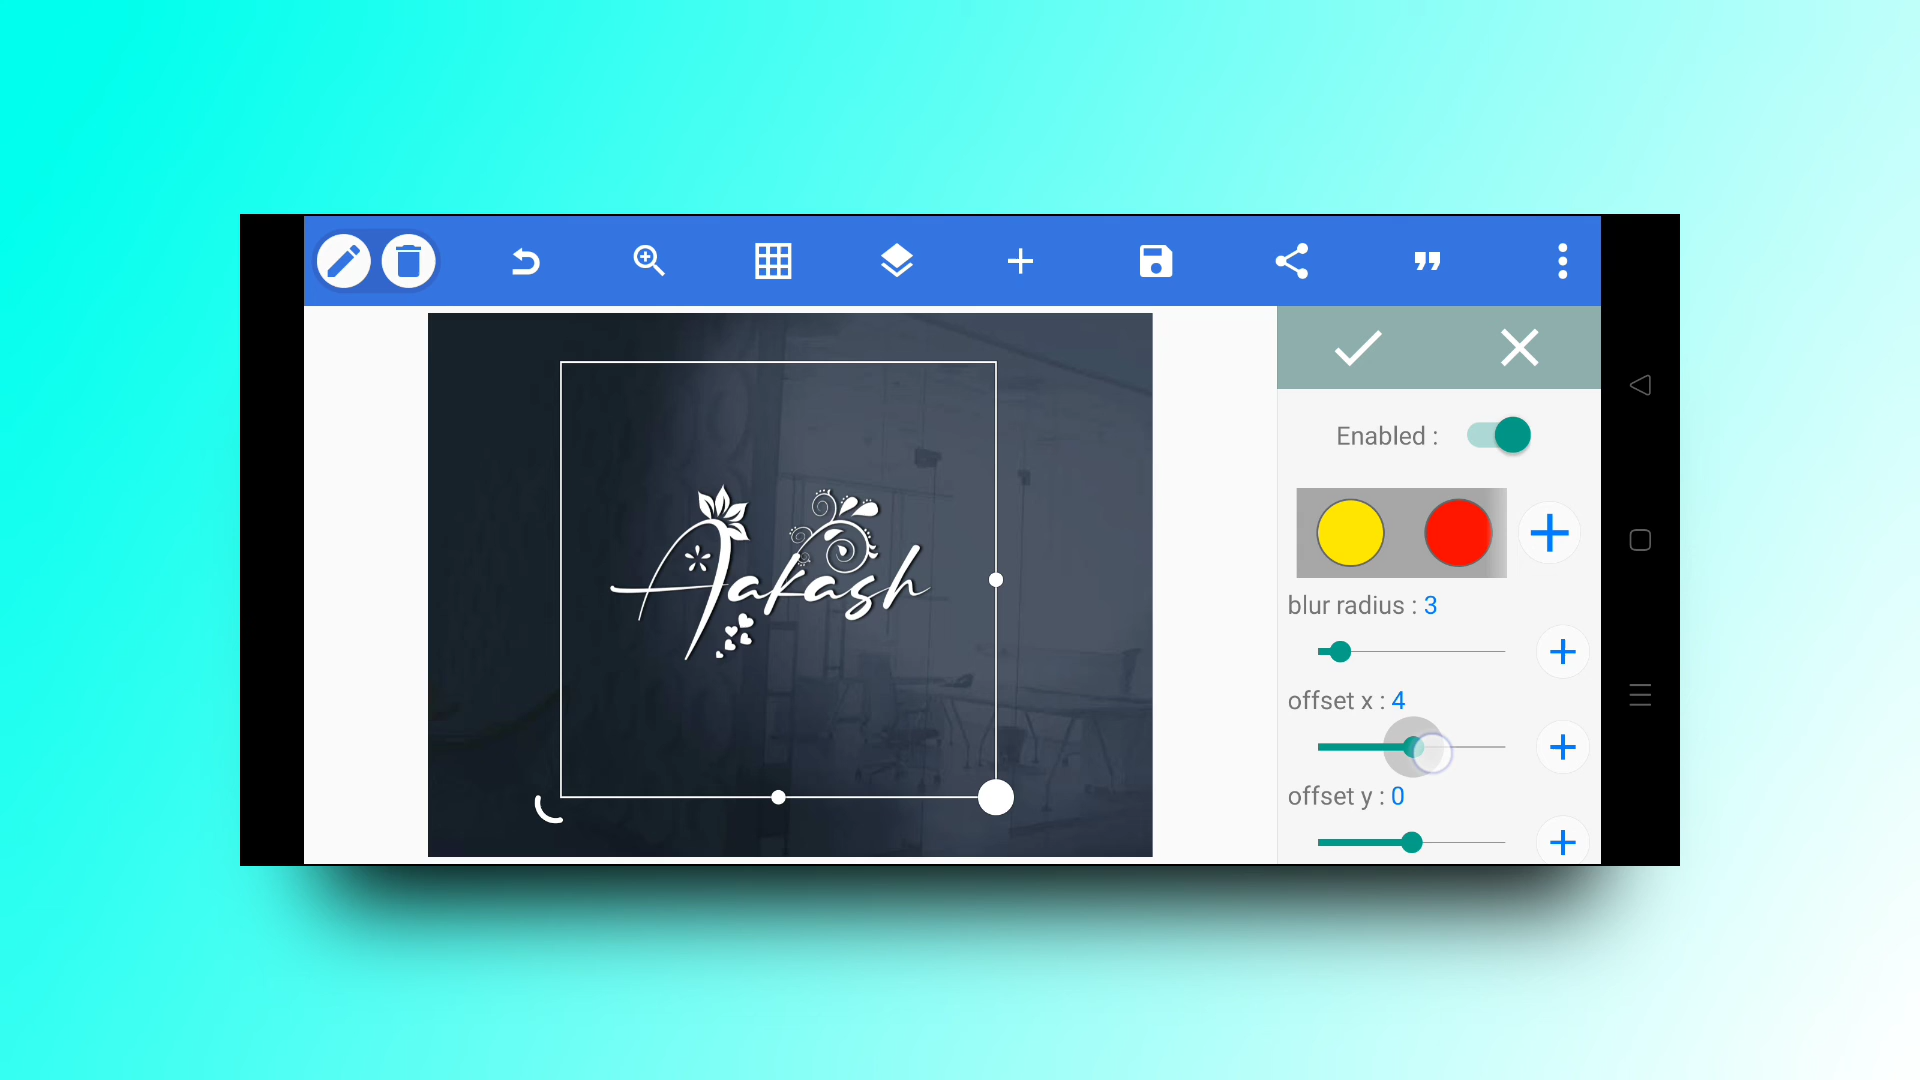 Enabled :
Aakash
blur radius : 3
offset x : 4
offset y : 0